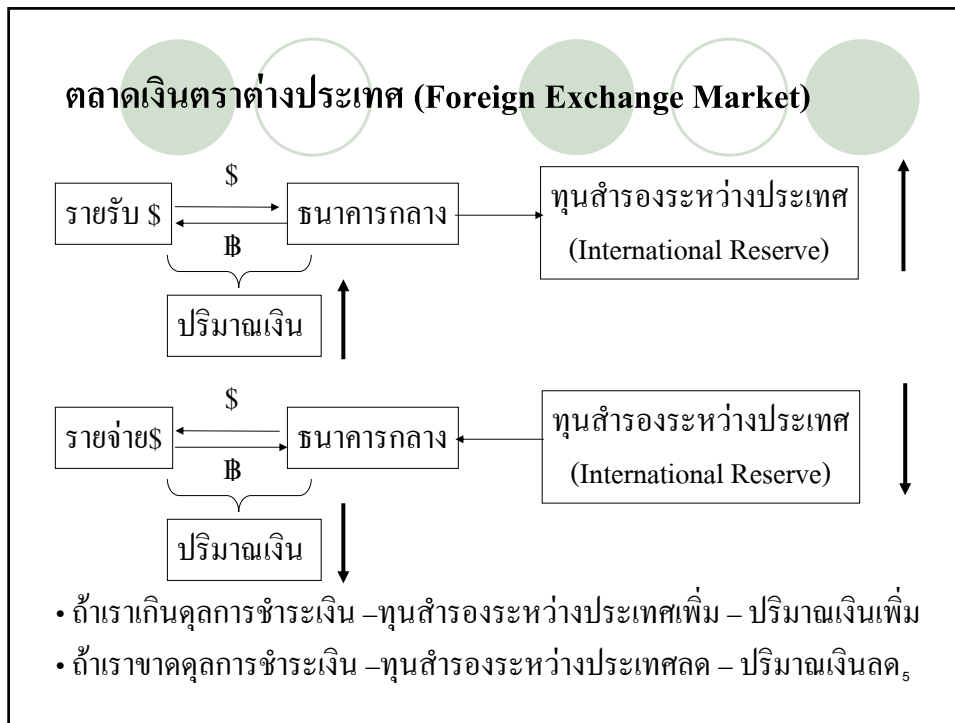 ตลาดเงินตราต่างประเทศ (Foreign Exchange Market)
$
รายรับ $
ธนาคารกลาง
ทุนสำรองระหว่างประเทศ
(International Reserve)
฿
ปริมาณเงิน
$
รายจ่าย$
ธนาคารกลาง
ทุนสำรองระหว่างประเทศ
(International Reserve)
฿
ปริมาณเงิน
• ถ้าเราเกินดุลการชำระเงิน –ทุนสำรองระหว่างประเทศเพิ่ม – ปริมาณเงินเพิ่ม
• ถ้าเราขาดดุลการชำระเงิน –ทุนสำรองระหว่างประเทศลด – ปริมาณเงินลด
5